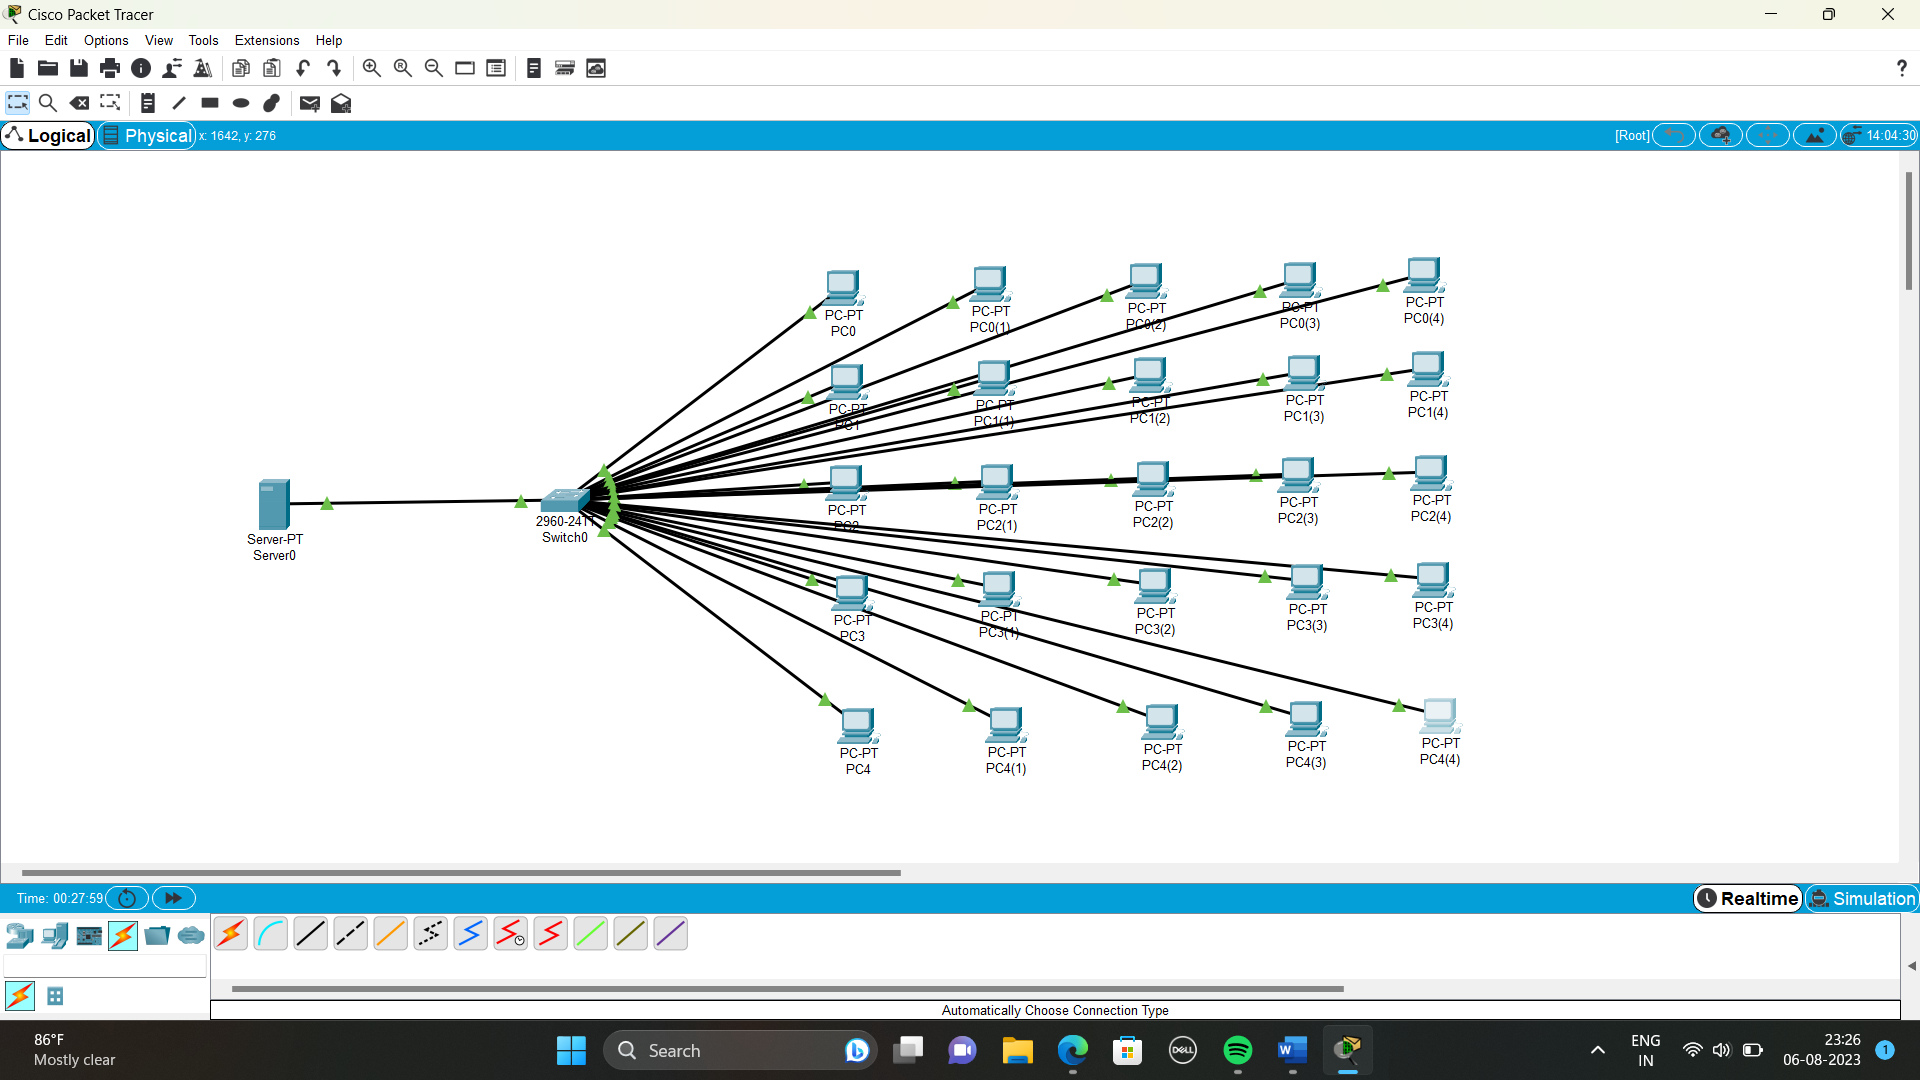 Cisco Packet Tracer
File Edit Options View Tools Extensions Help
?
Logical Physical x: 1642, y: 276 [Root] 14:04:30
PC-PT
PC0
PC-PT
PC0(1)
PC-PT
PC0(2)
PC-PT
PC0(3)
PC-PT
PC0(4)
PC-PT
PC1
PC-PT
PC1(1)
PC-PT
PC1(2)
PC-PT
PC1(3)
PC-PT
PC1(4)
Server-PT
Server0
2960-24TT
Switch0
PC-PT
PC2
PC-PT
PC2(1)
PC-PT
PC2(2)
PC-PT
PC2(3)
PC-PT
PC2(4)
PC-PT
PC3
PC-PT
PC3(1)
PC-PT
PC3(2)
PC-PT
PC3(3)
PC-PT
PC3(4)
PC-PT
PC4
PC-PT
PC4(1)
PC-PT
PC4(2)
PC-PT
PC4(3)
PC-PT
PC4(4)
Time: 00:27:59 Realtime Simulation
Automatically Choose Connection Type
86°F
Mostly clear
Search
DELL
W
ENG
IN
23:26
06-08-2023
1